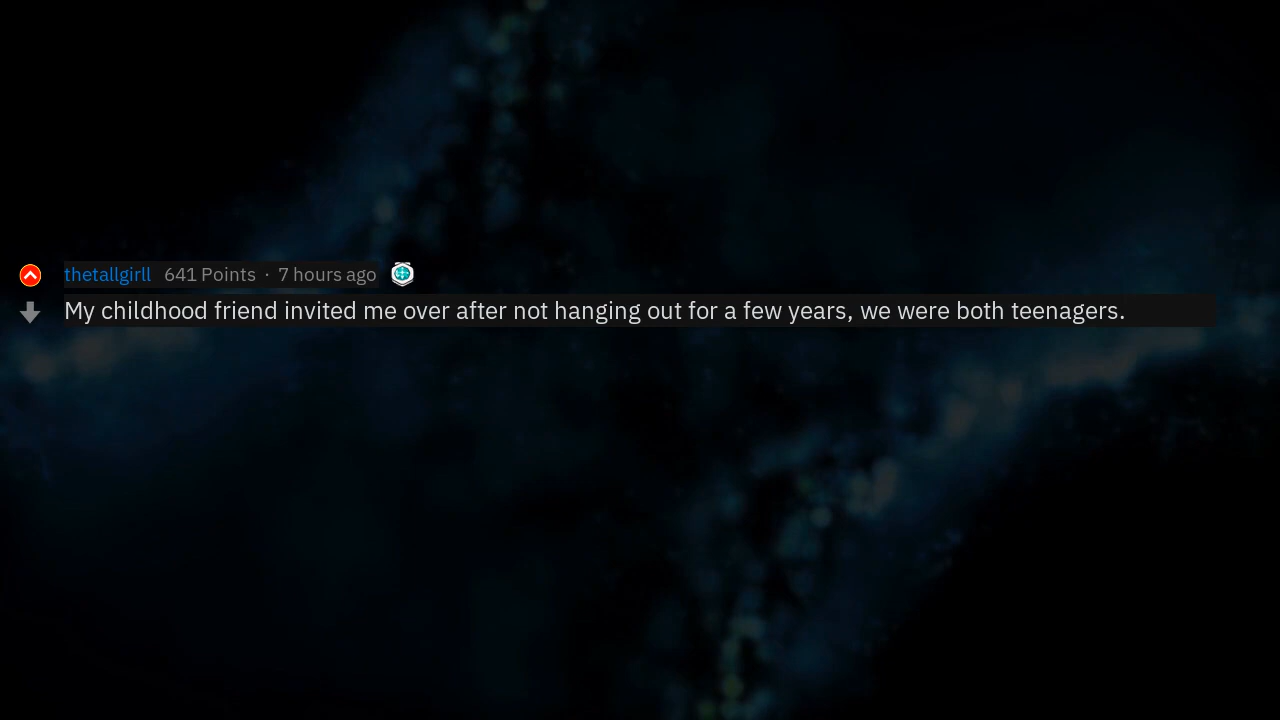 thetallgirll 641 Points · 7 hours ago
My childhood friend invited me over after not hanging out for a few years, we were both teenagers.